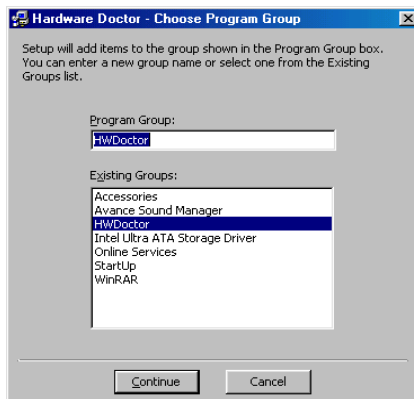 Hardware Doctor - Choose Program Group
Setup will add items to the group shown in the Program Group box.
You can enter a new group name or select one from the Existing
Groups list.
Program Group:
HWDoctor
Existing Groups:
Accessories
Avance Sound Manager
HWDoctor
Intel Ultra ATA Storage Driver
Online Services
StartUp
WinRAR
Continue
Cancel